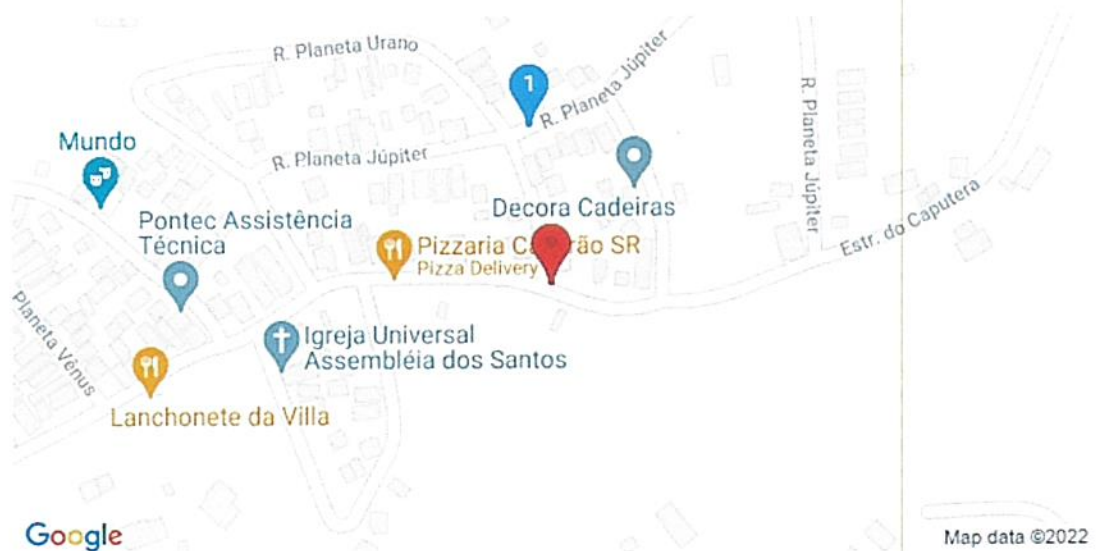 R. Planeta Urano
1
R. Planeta Júpiter
R. Planeta Júpiter
R. Planeta Júpiter
Mundo
Pontec Assistência
Técnica
Decora Cadeiras
Pizzaria rão SR
Pizza Delivery
Estr. do Caputera
Planeta Vênus
Igreja Universal
Assembléia dos Santos
Lanchonete da Villa
Google
Map data ©2022